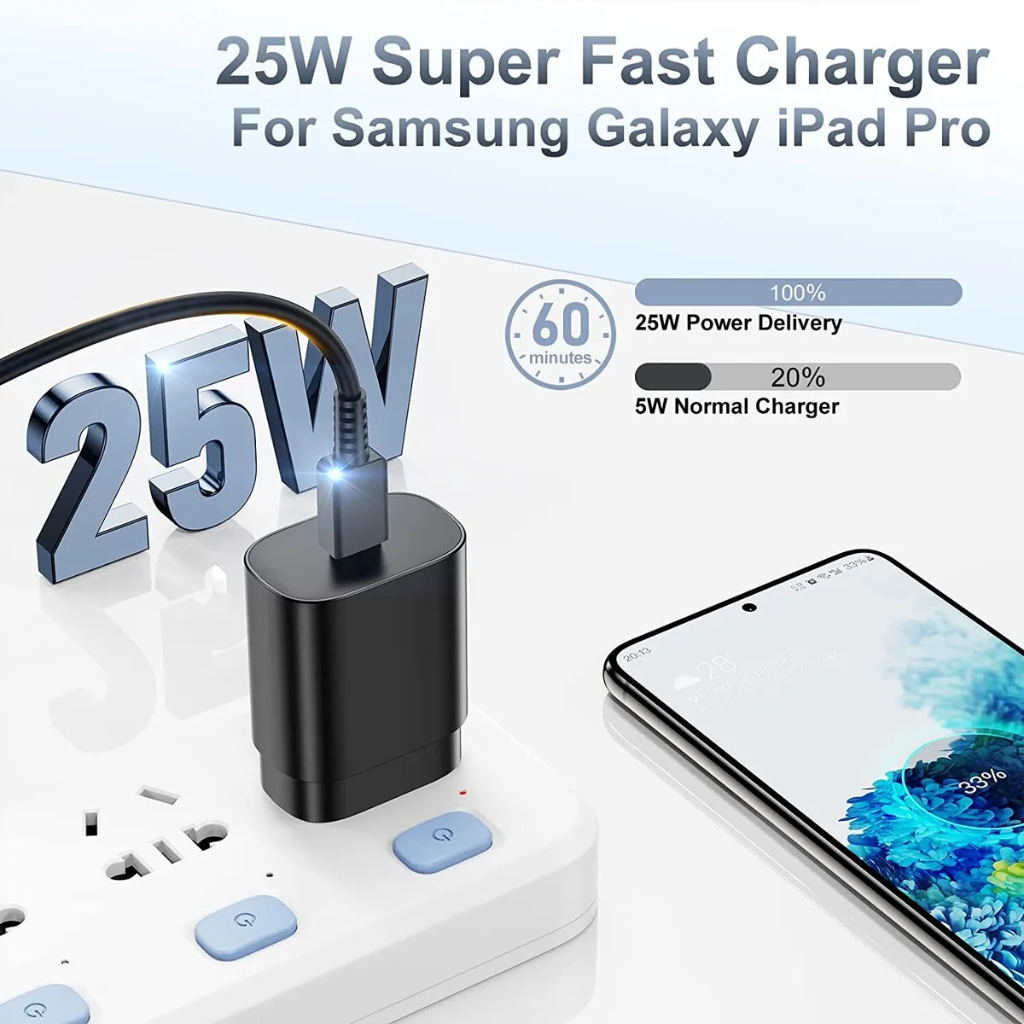 25W Super Fast Charger
For Samsung Galaxy iPad Pro
60
minutes
100%
25W Power Delivery
20%
5W Normal Charger
25W
20:13
33%
28°
33%